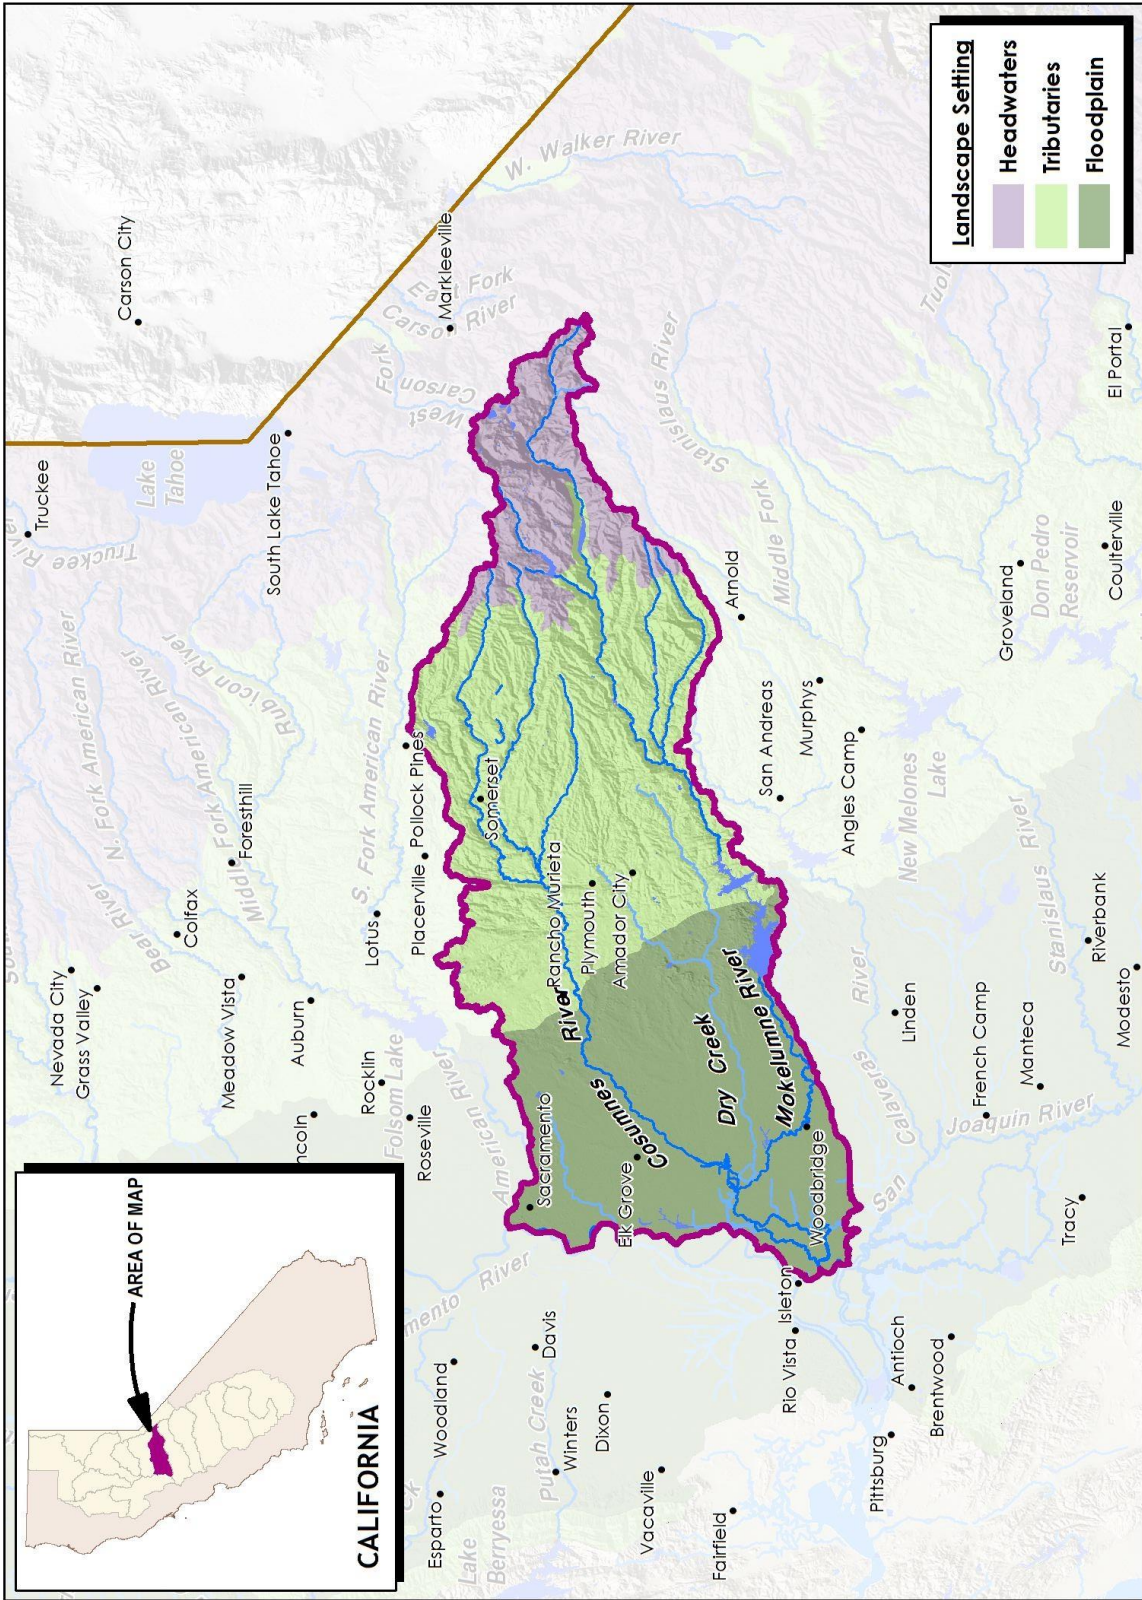 CALIFORNIA
AREA OF MAP
Landscape Setting
Headwaters
Tributaries
Floodplain
Nevada City
Grass Valley
Truckee
Truckee River
Carson City
Lake
Tahoe
N. Fork American River
Bear River
Colfax
Middle Fork American River
Foresthill
Rubicon River
Meadow Vista
South Lake Tahoe
Auburn
ncoln
Rocklin
Lotus
S. Fork American River
Folsom Lake
Roseville
Placerville
Pollock Pines
West
Fork
Carson
East Fork
Carson River
Markleeville
W. Walker River
American River
Esparto
Woodland
mento River
Lake
Berryessa
Putah Creek
Winters
Davis
Dixon
Sacramento
Somerset
Rancho Murieta
Cosumnes
River
Plymouth
Amador City
Elk Grove
Stanislaus River
Vacaville
Fairfield
Dry Creek
Mokelumne River
Woodbridge
Isleton
Rio Vista
Arnold
San Andreas
Murphys
Middle Fork
Angles Camp
Calaveras
River
New Melones
Lake
Linden
San
Joaquin River
Pittsburg
Antioch
Brentwood
French Camp
Manteca
Tracy
Stanislaus River
Riverbank
Modesto
Groveland
Don Pedro
Reservoir
Coulterville
El Portal
Tuol